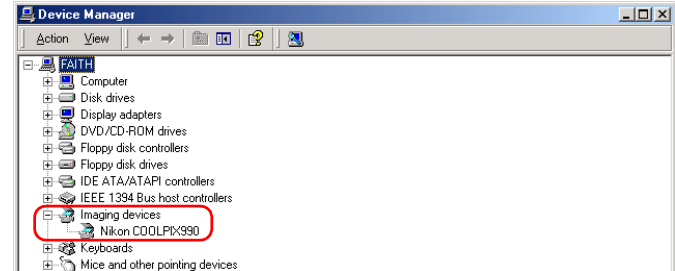 Device Manager
Action View
FAITH
Computer
Disk drives
Display adapters
DVD/CD-ROM drives
Floppy disk controllers
Floppy disk drives
IDE ATA/ATAPI controllers
IEEE 1394 Bus host controllers
Imaging devices
Nikon COOLPIX990
Keyboards
Mice and other pointing devices